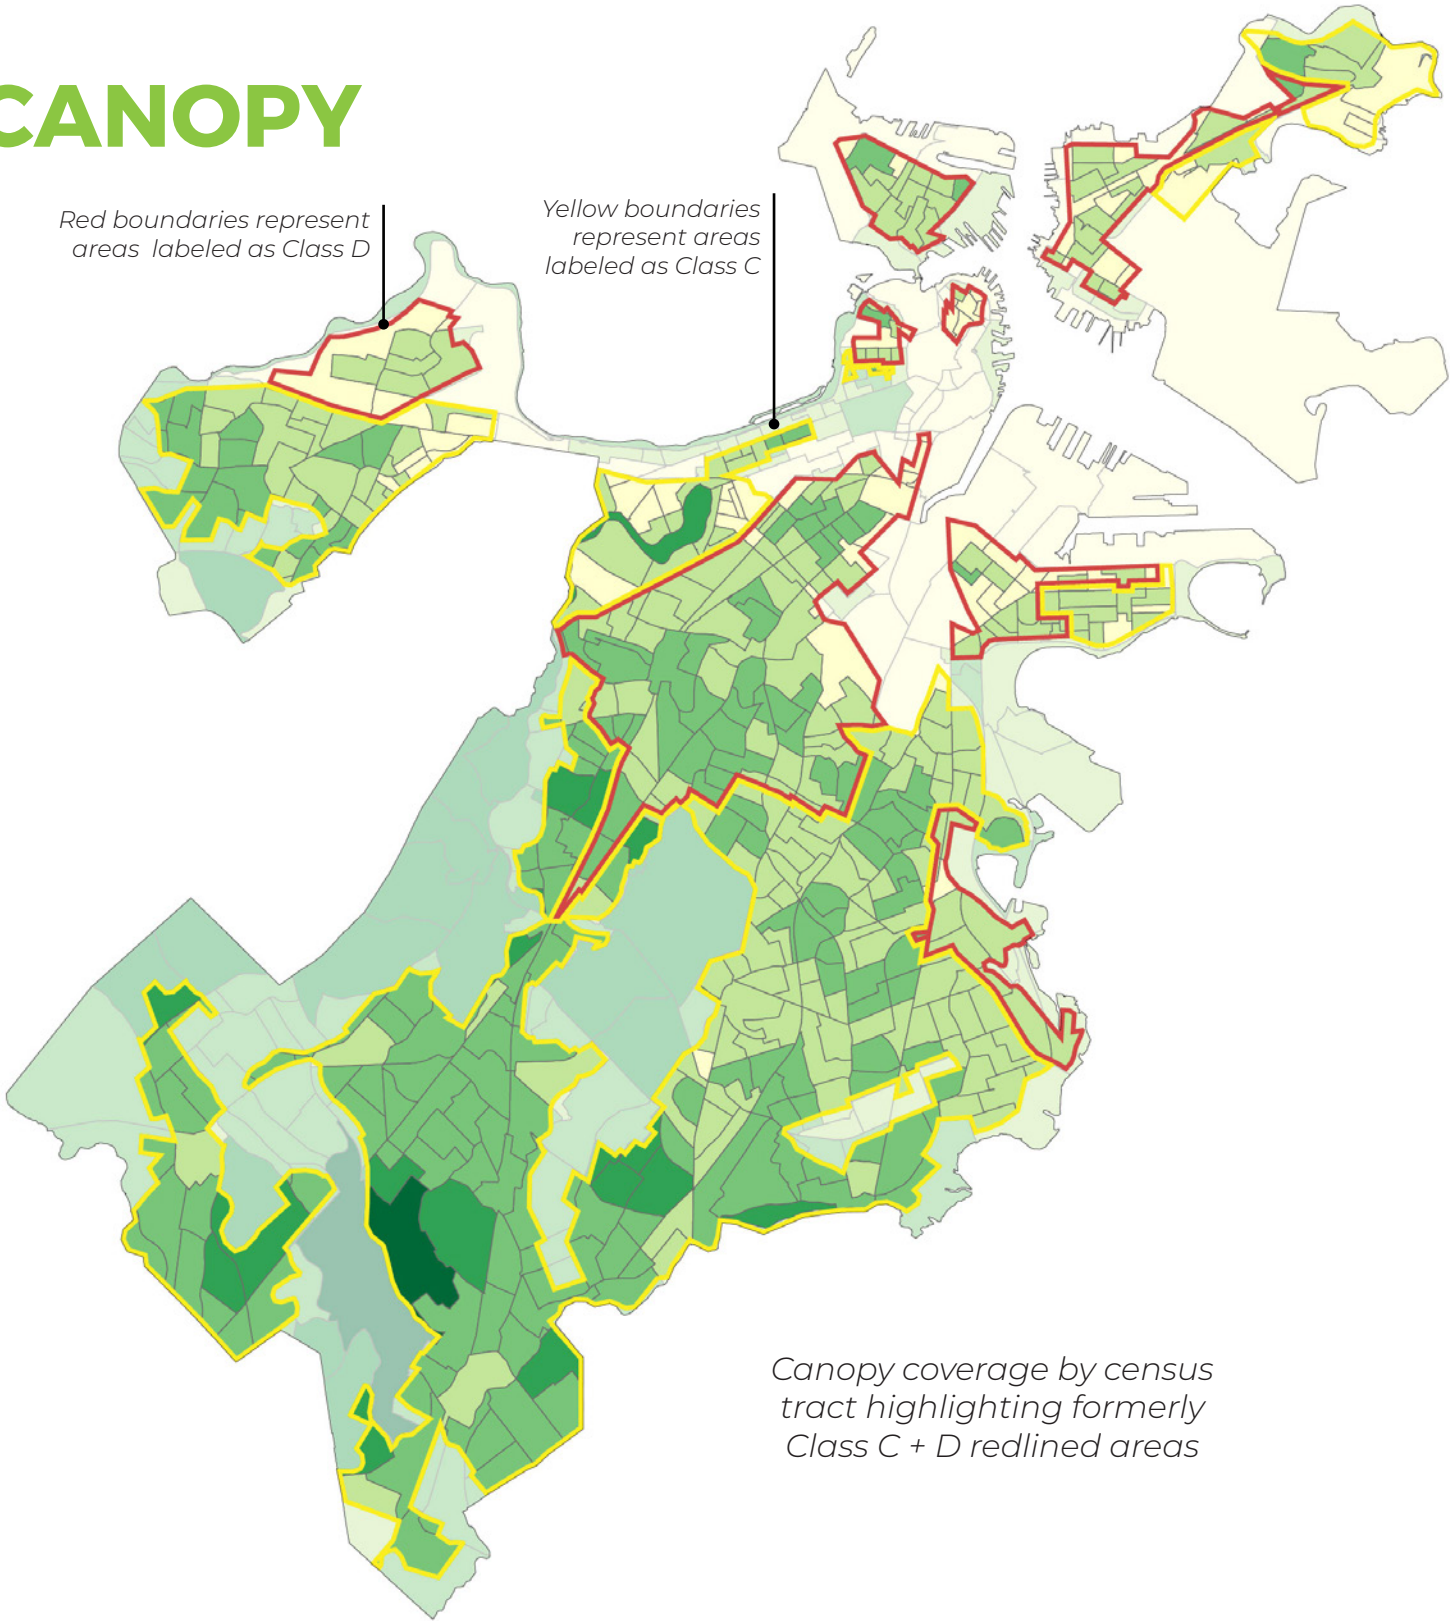 CANOPY
Red boundaries represent
areas labeled as Class D
Yellow boundaries
represent areas
labeled as Class C
Canopy coverage by census
tract highlighting formerly
Class C + D redlined areas